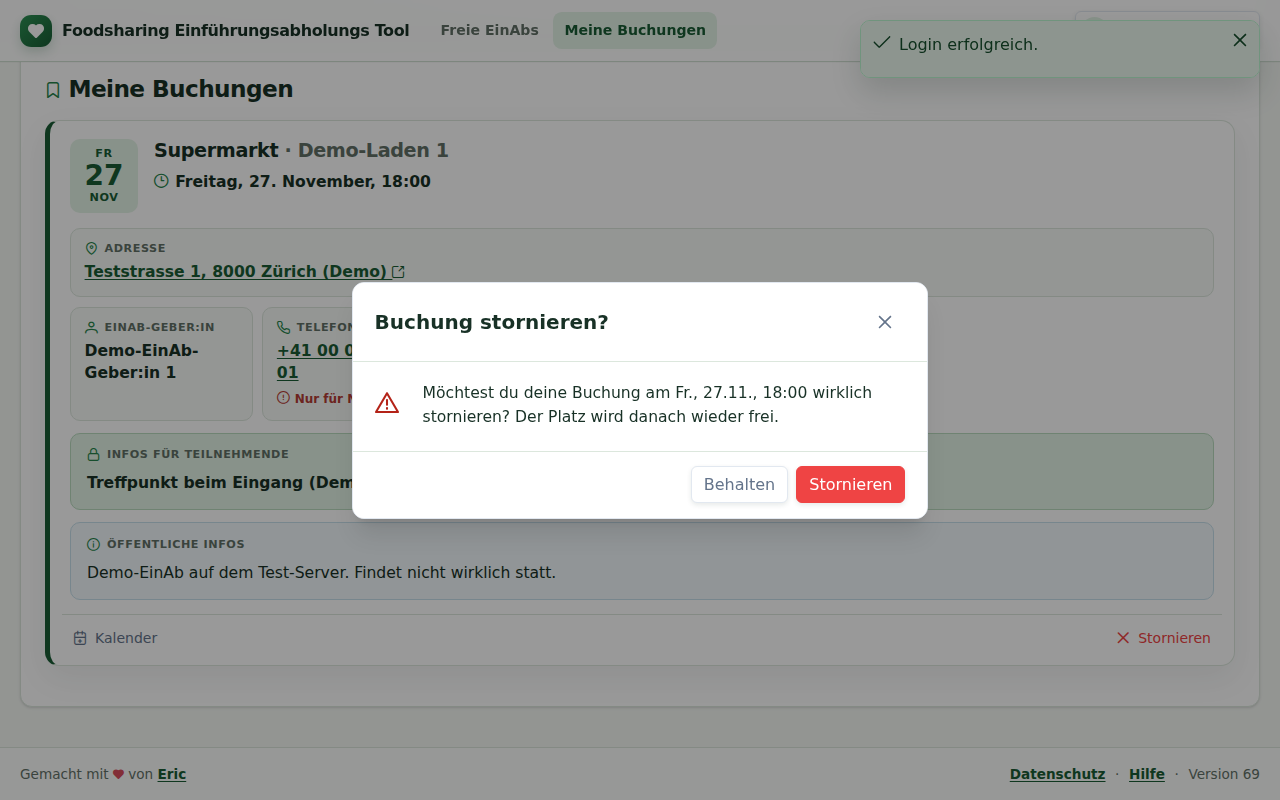 Foodsharing Einführungsabholungs Tool
Freie EinAbs
Meine Buchungen
Login erfolgreich.
Meine Buchungen
FR
27
NOV
Supermarkt · Demo-Laden 1
Freitag, 27. November, 18:00
ADRESSE
Teststrasse 1, 8000 Zürich (Demo)
EINAB-GEBER:IN
Demo-EinAb-
Geber:in 1
TELEFON
+41 00 0
01
Nur für
Buchung stornieren?
Möchtest du deine Buchung am Fr., 27.11., 18:00 wirklich
stornieren? Der Platz wird danach wieder frei.
Behalten
Stornieren
INFOS FÜR TEILNEHMENDE
Treffpunkt beim Eingang
ÖFFENTLICHE INFOS
Demo-EinAb auf dem Test-Server. Findet nicht wirklich statt.
Kalender
Stornieren
Gemacht mit von Eric
Datenschutz · Hilfe · Version 69